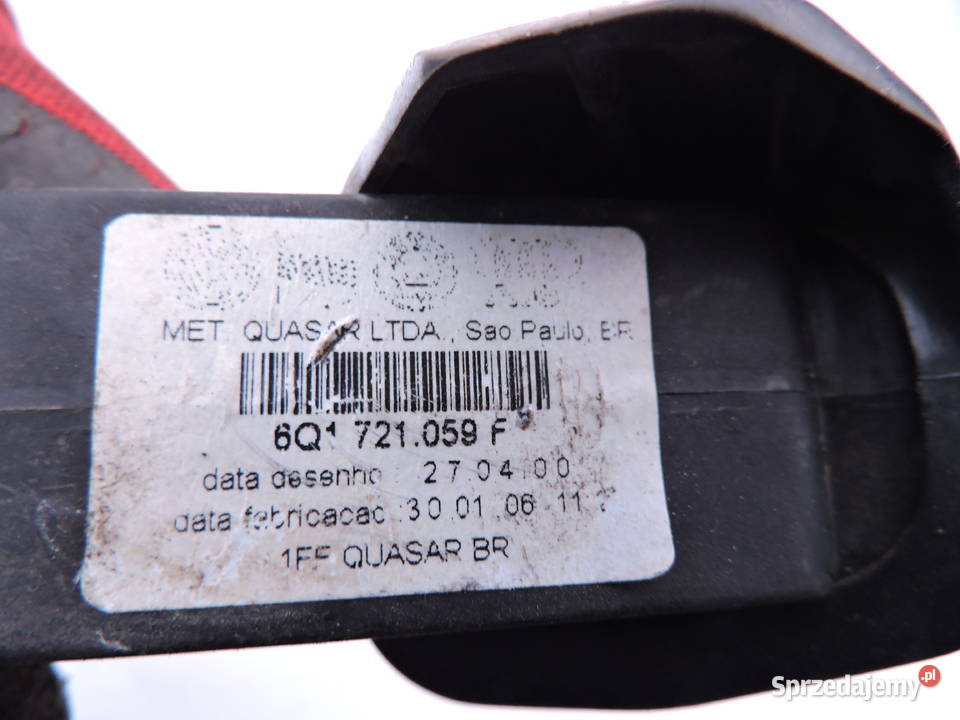 MET. QUASAR LTDA., Sao Paulo, BR
6Q1 721.059 F
data desenho 27 04 00
data fabricacao 30 01 06 11
QUASAR BR
Sprzedajemy.pl